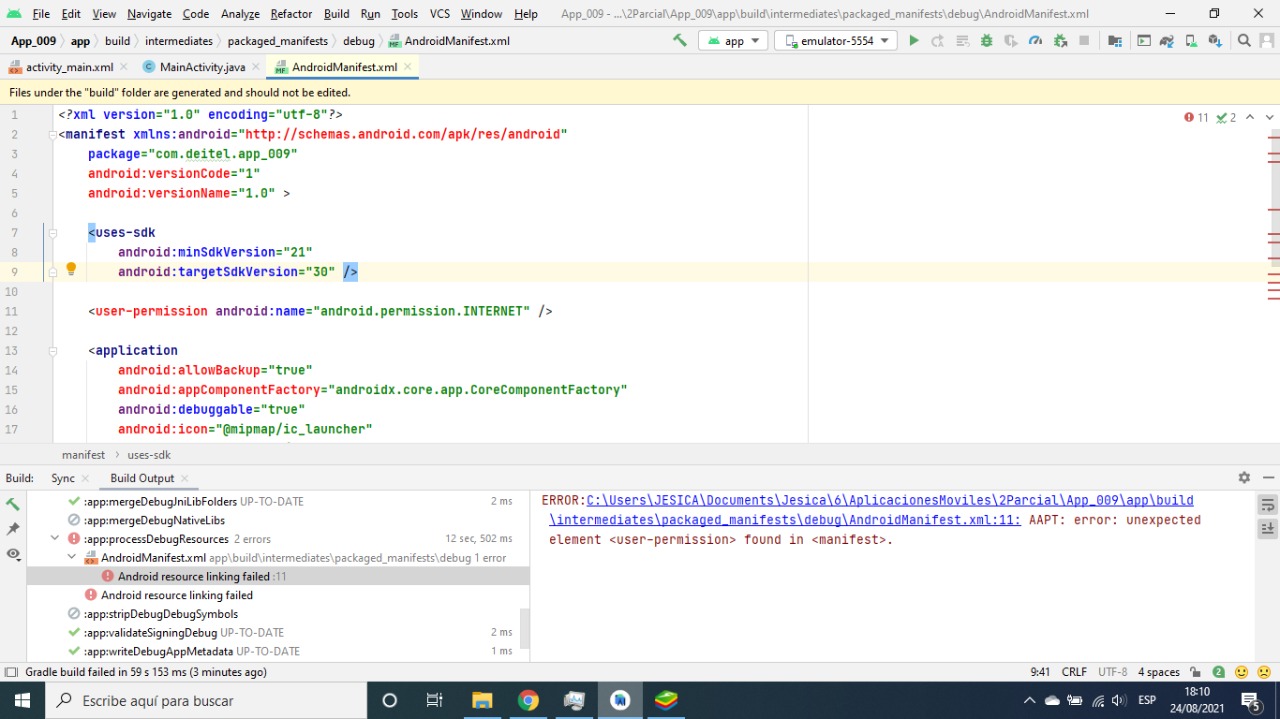 File Edit View Navigate Code Analyze Refactor Build Run Tools VCS Window Help App_009 - ...\2Parcial\App_009\app\build\intermediates\packaged_manifests\debug\AndroidManifest.xml
App_009 app build intermediates packaged_manifests debug AndroidManifest.xml app emulator-5554
activity_main.xml MainActivity.java AndroidManifest.xml
Files under the "build" folder are generated and should not be edited.
1 <?xml version="1.0" encoding="utf-8"?>
11 2
2 <manifest xmlns:android="http://schemas.android.com/apk/res/android"
3 package="com.deitel.app_009"
4 android:versionCode="1"
5 android:versionName="1.0" >
6
7 <uses-sdk
8 android:minSdkVersion="21"
9 android:targetSdkVersion="30" />
10
11 <user-permission android:name="android.permission.INTERNET" />
12
13 <application
14 android:allowBackup="true"
15 android:appComponentFactory="androidx.core.app.CoreComponentFactory"
16 android:debuggable="true"
17 android:icon="@mipmap/ic_launcher"
manifest > uses-sdk
Build: Sync Build Output
:app:mergeDebugJniLibFolders UP-TO-DATE 2 ms
:app:mergeDebugNativeLibs
:app:processDebugResources 2 errors 12 sec, 502 ms
AndroidManifest.xml app\build\intermediates\packaged_manifests\debug 1 error
Android resource linking failed :11
Android resource linking failed
:app:stripDebugDebugSymbols
:app:validateSigningDebug UP-TO-DATE 2 ms
:app:writeDebugAppMetadata UP-TO-DATE 1 ms
ERROR:C:\Users\JESICA\Documents\Jesica\6\AplicacionesMoviles\2Parcial\App_009\app\build
\intermediates\packaged_manifests\debug\AndroidManifest.xml:11: AAPT: error: unexpected
element <user-permission> found in <manifest>.
Gradle build failed in 59 s 153 ms (3 minutes ago) 9:41 CRLF UTF-8 4 spaces 2
Escribe aquí para buscar
ESP
18:10
24/08/2021
5